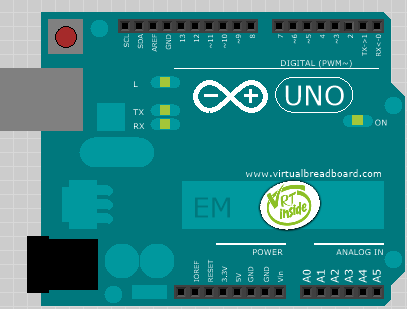 SCL SDA AREF GND 13 12 ~11 ~10 ~9 8 7 ~6 ~5 4 ~3 2 TX->1 RX<-0
DIGITAL (PWM~)
L
UNO
TX
RX
ON
www.virtualbreadboard.com
EM
VRT inside
POWER ANALOG IN
IOREF RESET 3.3V 5V GND GND Vin A0 A1 A2 A3 A4 A5